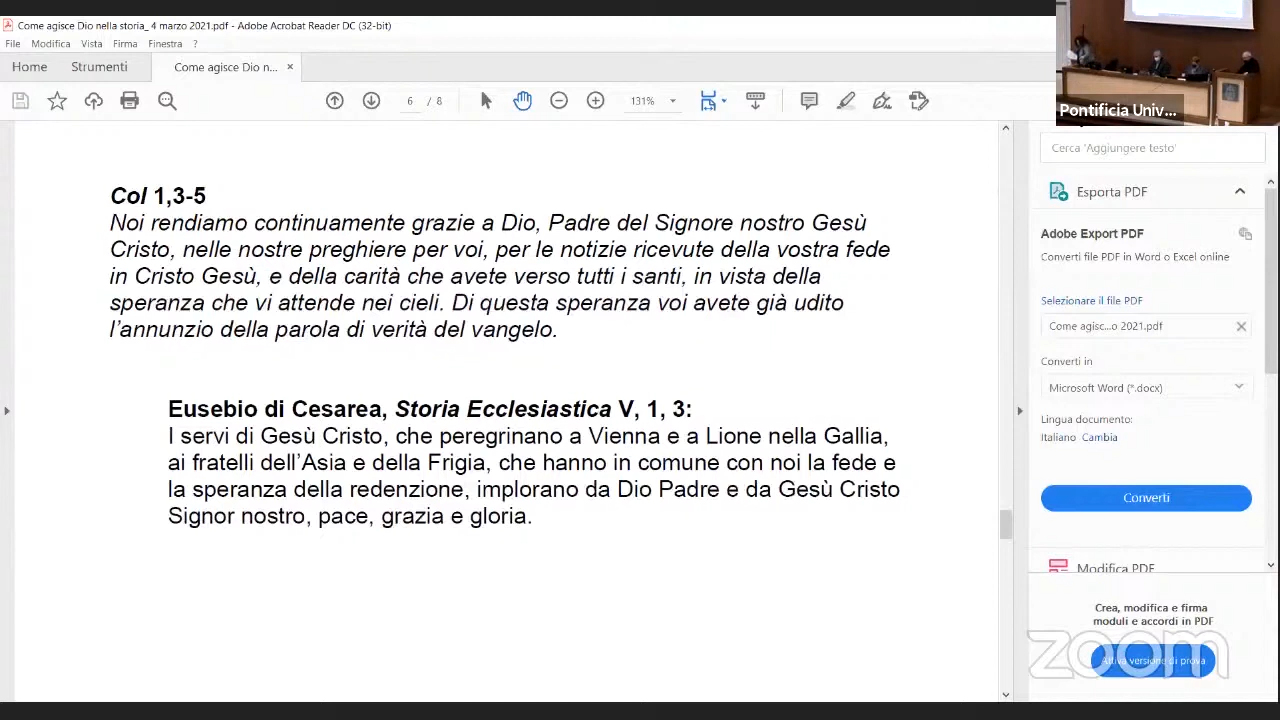 Come agisce Dio nella storia_ 4 marzo 2021.pdf - Adobe Acrobat Reader DC (32-bit)
File Modifica Vista Firma Finestra ?
Home Strumenti Come agisce Dio n... ×
6 / 8 131%
Pontificia Univ...
Col 1,3-5
Noi rendiamo continuamente grazie a Dio, Padre del Signore nostro Gesù
Cristo, nelle nostre preghiere per voi, per le notizie ricevute della vostra fede
in Cristo Gesù, e della carità che avete verso tutti i santi, in vista della
speranza che vi attende nei cieli. Di questa speranza voi avete già udito
l’annunzio della parola di verità del vangelo.
Eusebio di Cesarea, Storia Ecclesiastica V, 1, 3:
I servi di Gesù Cristo, che peregrinano a Vienna e a Lione nella Gallia,
ai fratelli dell’Asia e della Frigia, che hanno in comune con noi la fede e
la speranza della redenzione, implorano da Dio Padre e da Gesù Cristo
Signor nostro, pace, grazia e gloria.
Cerca 'Aggiungere testo'
Esporta PDF
Adobe Export PDF
Converti file PDF in Word o Excel online
Selezionare il file PDF
Come agisc...o 2021.pdf
Converti in
Microsoft Word (*.docx)
Lingua documento:
Italiano Cambia
Converti
Modifica PDF
Crea, modifica e firma
moduli e accordi in PDF
Attiva versione di prova
zoom